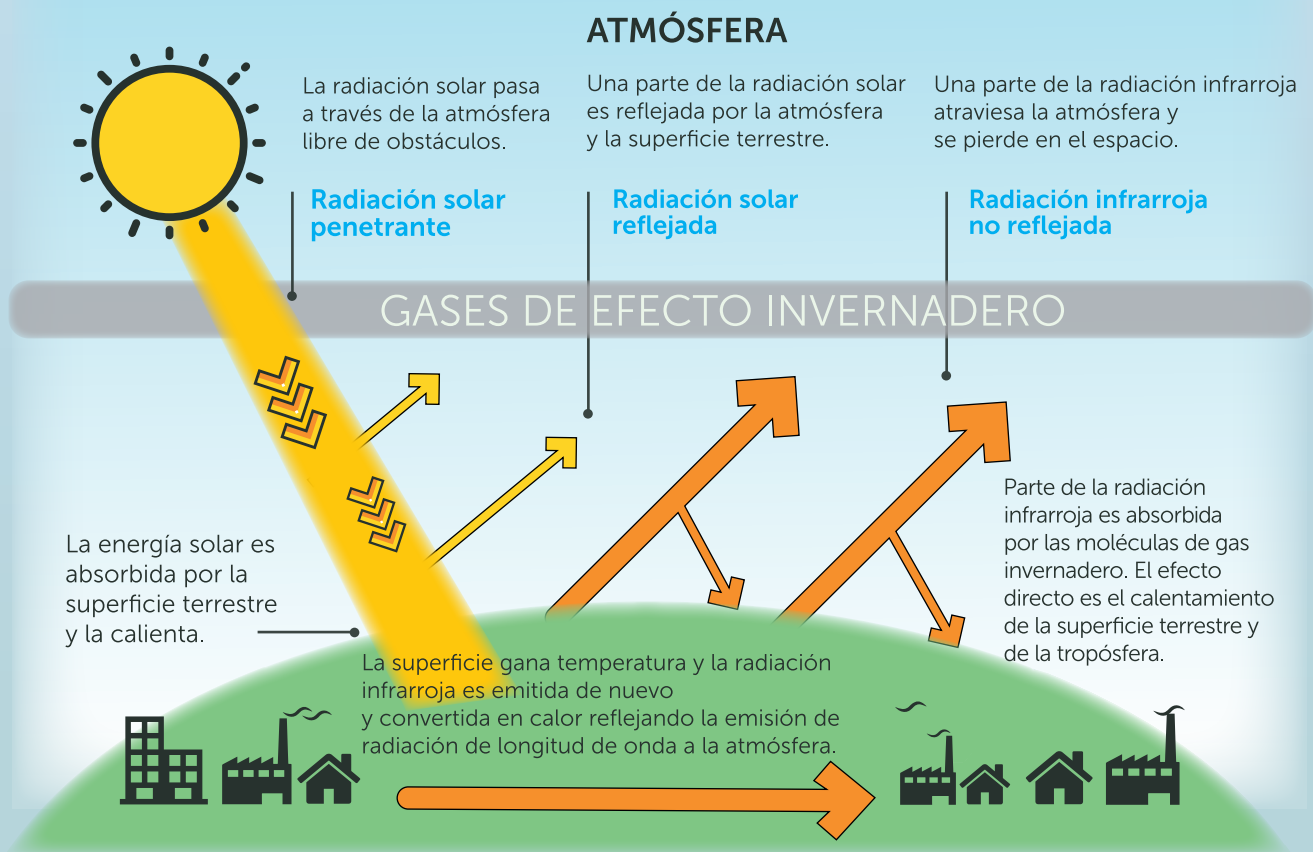 ATMÓSFERA
La radiación solar pasa
a través de la atmósfera
libre de obstáculos.
Una parte de la radiación solar
es reflejada por la atmósfera
y la superficie terrestre.
Una parte de la radiación infrarroja
atraviesa la atmósfera y
se pierde en el espacio.
Radiación solar
penetrante
Radiación solar
reflejada
Radiación infrarroja
no reflejada
GASES DE EFECTO INVERNADERO
La energía solar es
absorbida por la
superficie terrestre
y la calienta.
Parte de la radiación
infrarroja es absorbida
por las moléculas de gas
invernadero. El efecto
directo es el calentamiento
de la superficie terrestre y
de la tropósfera.
La superficie gana temperatura y la radiación
infrarroja es emitida de nuevo
y convertida en calor reflejando la emisión de
radiación de longitud de onda a la atmósfera.